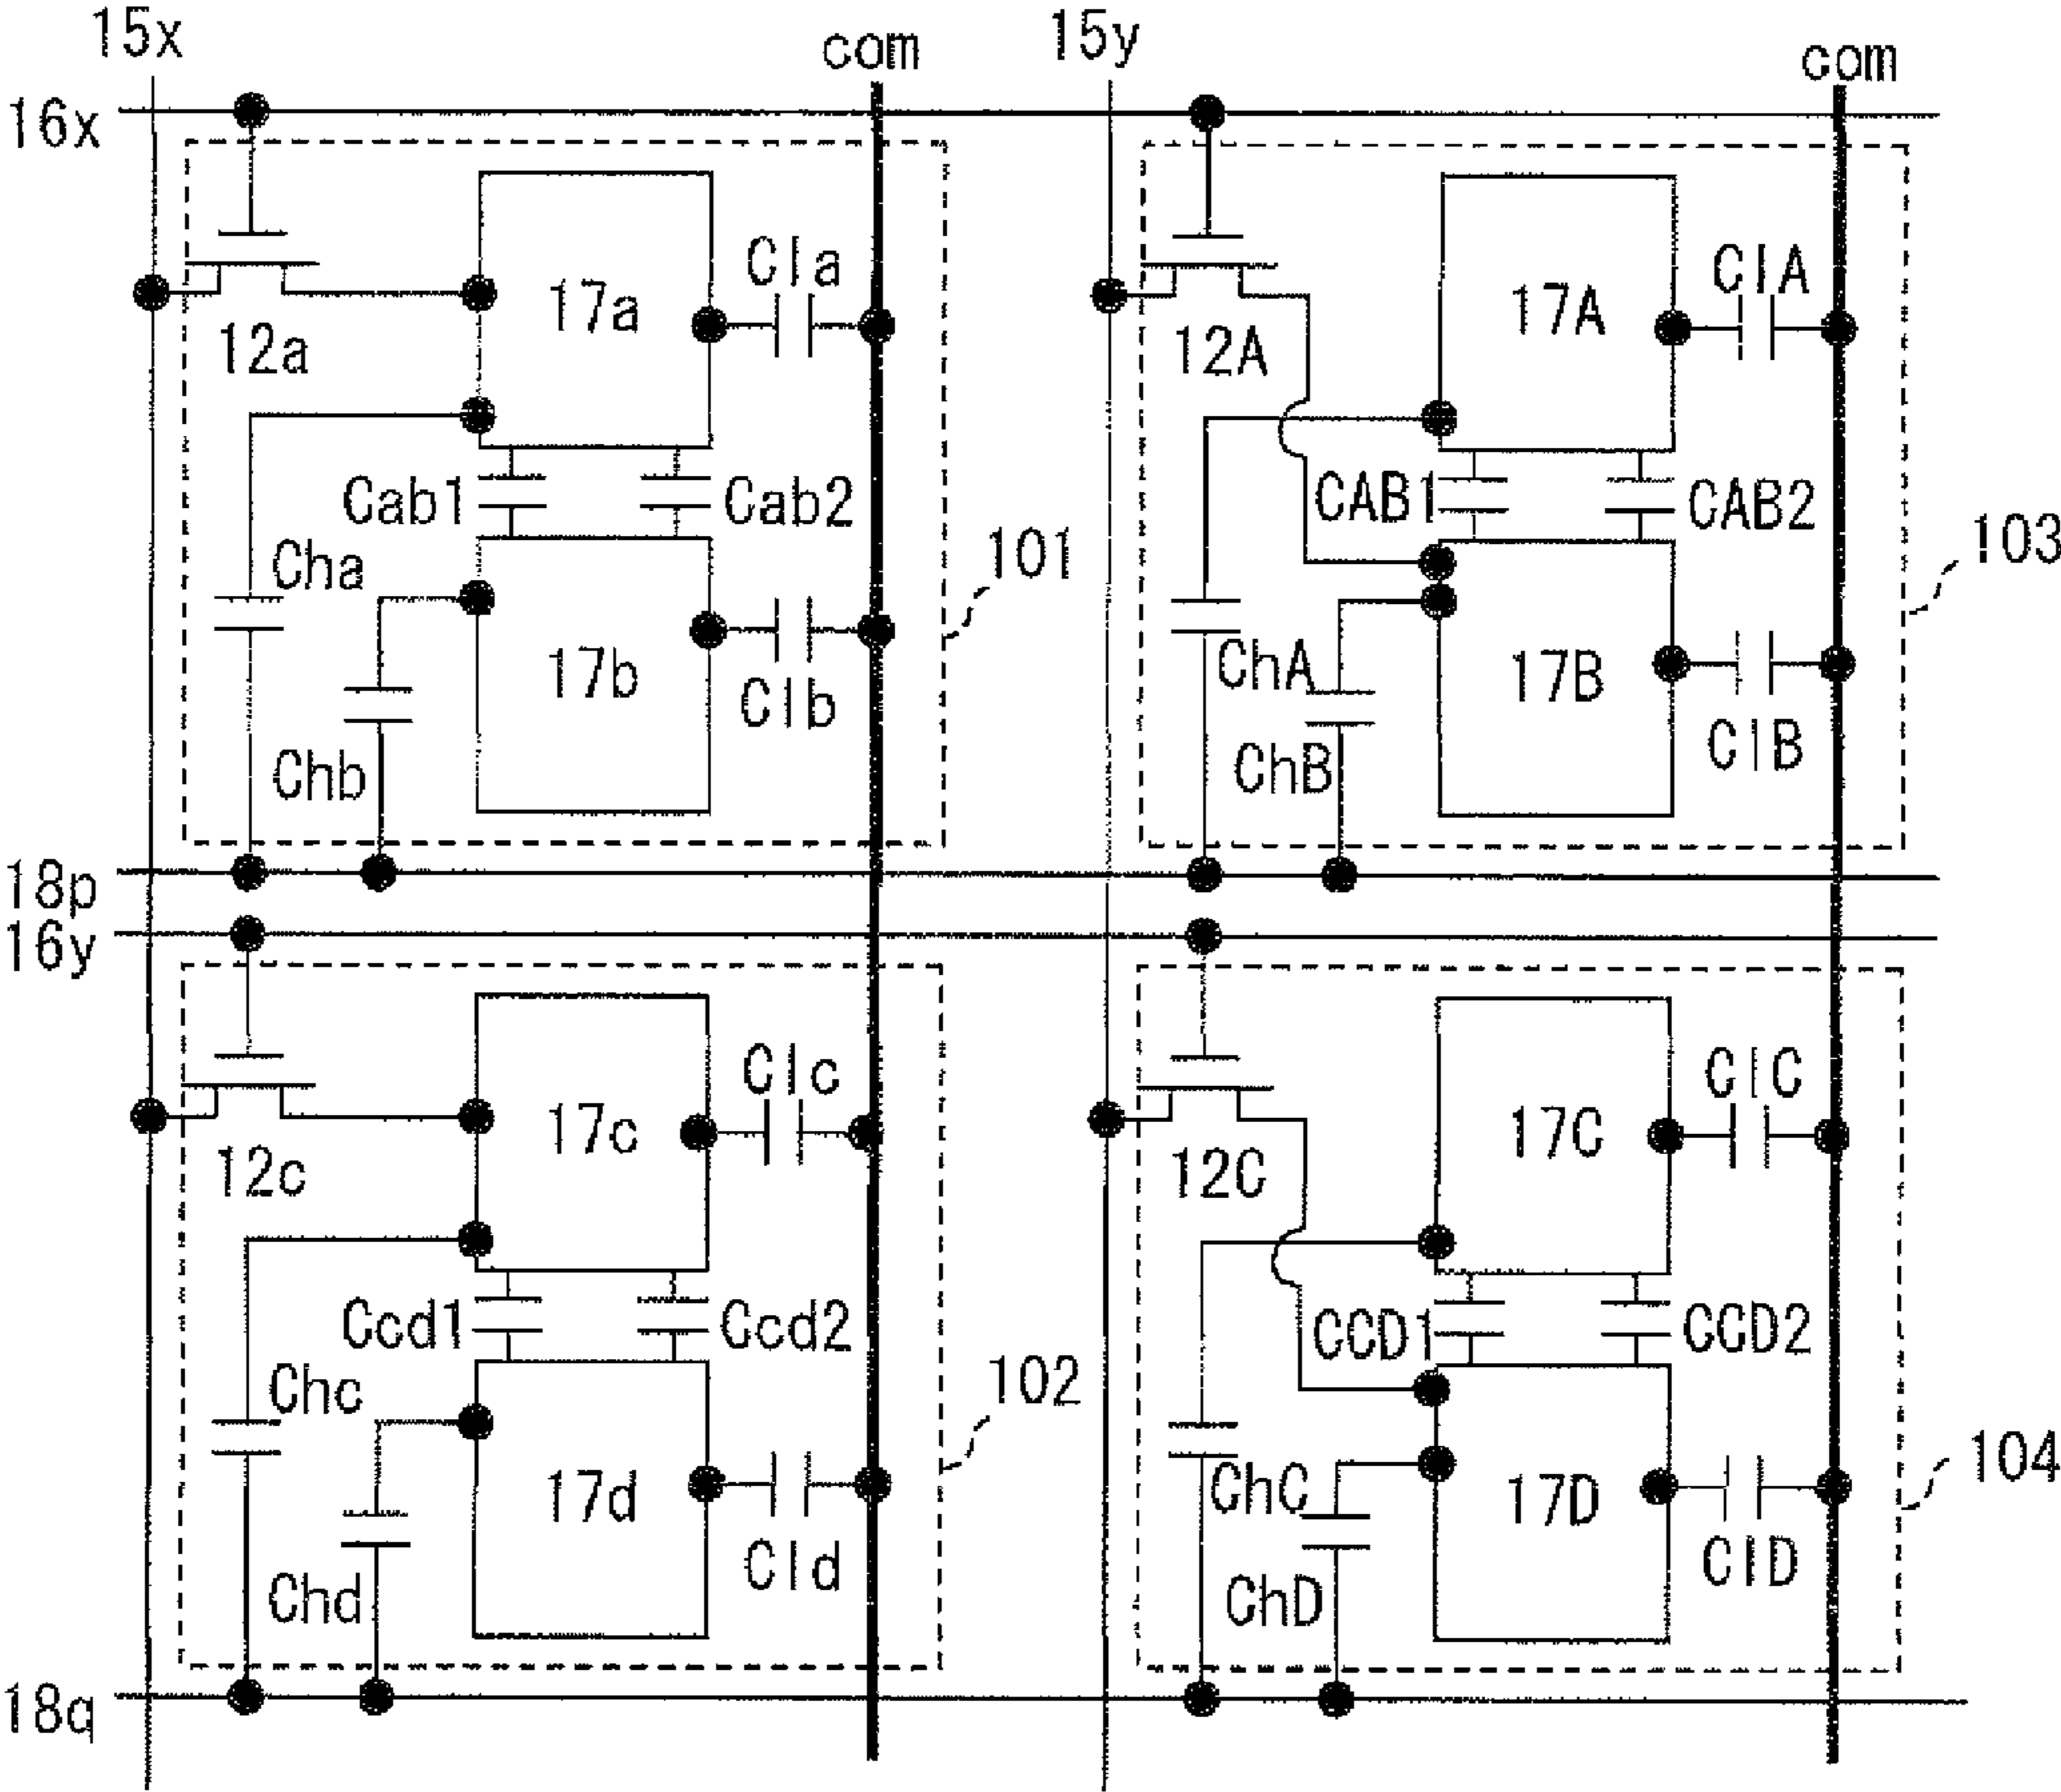 15x
com
15y
com
16x
Cla
ClA
17a
17A
12a
12A
Cab1
Cab2
CAB1
CAB2
101
103
Cha
ChA
17b
17B
Clb
ClB
Chb
ChB
18p
16y
Clc
ClC
17c
17C
12c
12C
Ccd1
Ccd2
CCD1
CCD2
102
104
Chc
ChC
17d
17D
Cld
ClD
Chd
ChD
18q